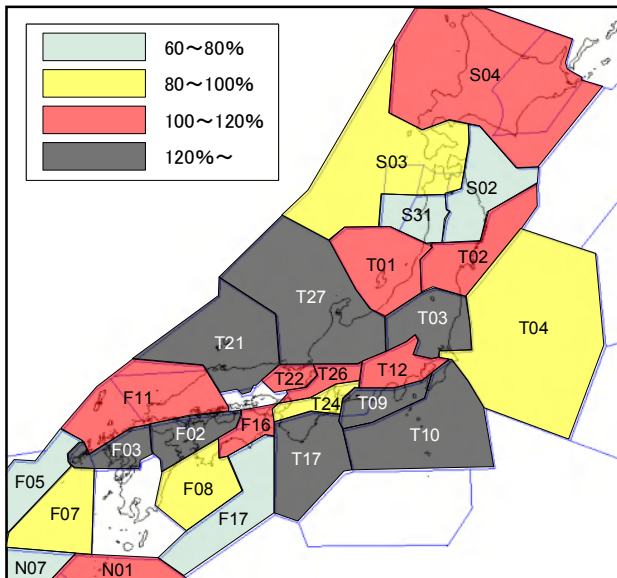 60～80%
80～100%
100～120%
120%～
S04
S03
S02
S31
T01
T02
T27
T03
T04
T21
T22
T26
T12
F11
T24
T09
F16
F02
F03
T10
T17
F05
F08
F07
F17
N07
N01